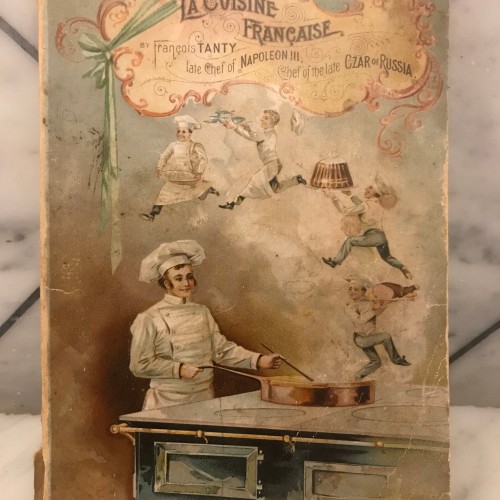 LA CUISINE
FRANÇAISE.
BY François TANTY
late Chef of NAPOLEON III,
Chef of the late CZAR OF RUSSIA